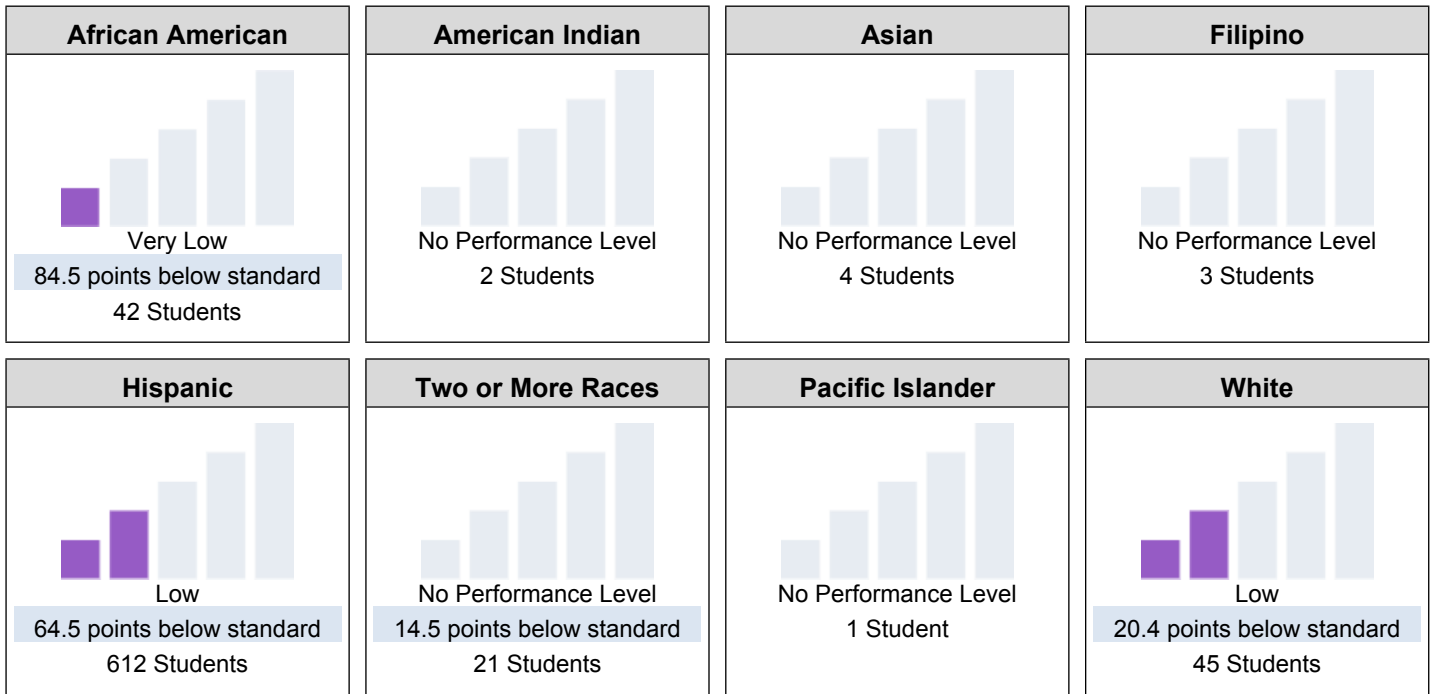 African American
Very Low
84.5 points below standard
42 Students
American Indian
No Performance Level
2 Students
Asian
No Performance Level
4 Students
Filipino
No Performance Level
3 Students
Hispanic
Low
64.5 points below standard
612 Students
Two or More Races
No Performance Level
14.5 points below standard
21 Students
Pacific Islander
No Performance Level
1 Student
White
Low
20.4 points below standard
45 Students